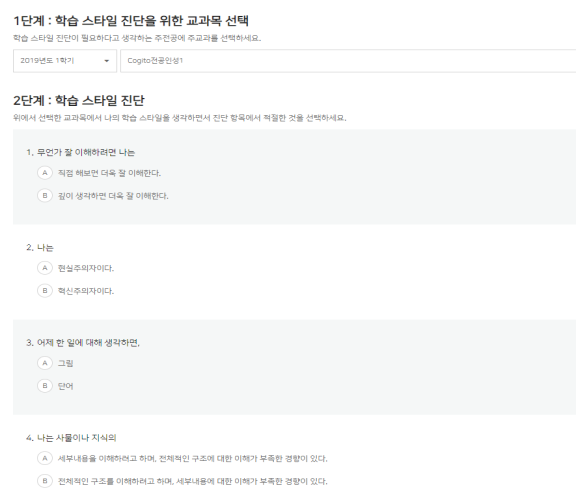 1단계 : 학습 스타일 진단을 위한 교과목 선택
학습 스타일 진단이 필요하다고 생각하는 주전공에 주교과를 선택하세요.
2019년도 1학기 Cogito전공인성1
2단계 : 학습 스타일 진단
위에서 선택한 교과목에서 나의 학습 스타일을 생각하면서 진단 항목에서 적절한 것을 선택하세요.
1. 무언가 잘 이해하려면 나는
A 직접 해보면 더욱 잘 이해한다.
B 깊이 생각하면 더욱 잘 이해한다.
2. 나는
A 현실주의자이다.
B 혁신주의자이다.
3. 어제 한 일에 대해 생각하면,
A 그림
B 단어
4. 나는 사물이나 지식의
A 세부내용을 이해하려고 하며, 전체적인 구조에 대한 이해가 부족한 경향이 있다.
B 전체적인 구조를 이해하려고 하며, 세부내용에 대한 이해가 부족한 경향이 있다.